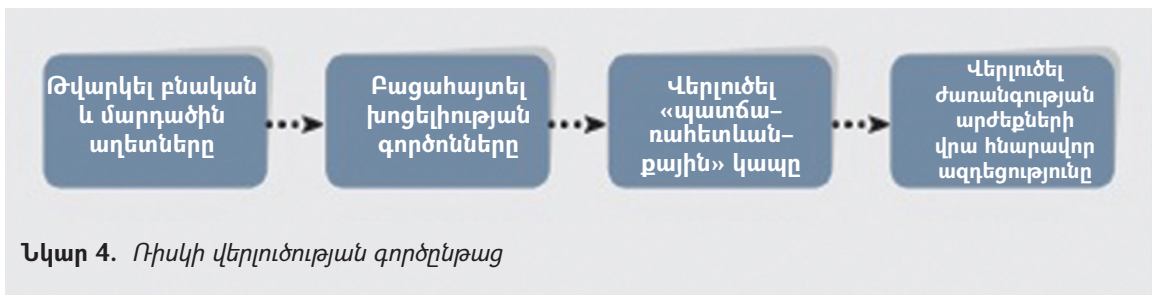 Թվարկել բնական
և մարդածին
աղետները
Բացահայտել
խոցելիության
գործոնները
Վերլուծել
«պատճա–
ռահետևան–
քային» կապը
Վերլուծել
ժառանգության
արժեքների
վրա հնարավոր
ազդեցությունը
Նկար 4. Ռիսկի վերլուծության գործընթաց